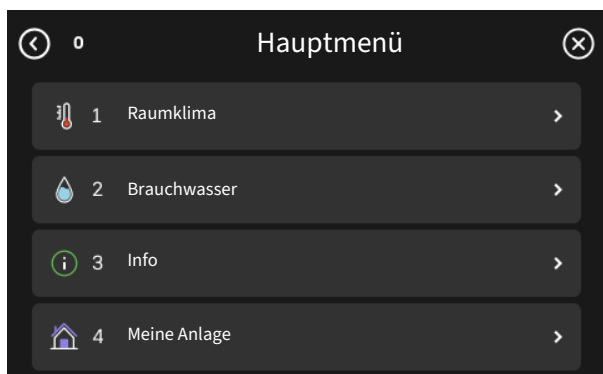 0 Hauptmenü
1 Raumklima
2 Brauchwasser
3 Info
4 Meine Anlage